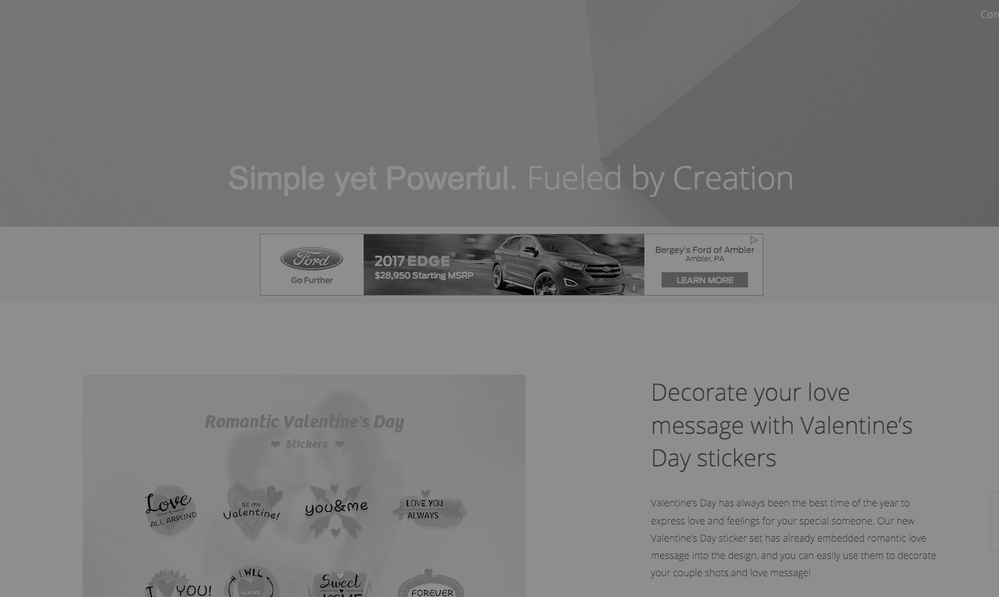 Con
Simple yet Powerful. Fueled by Creation
Ford
Go Further
2017 EDGE
$28,950 Starting MSRP
i
Bergey's Ford of Ambler
Ambler, PA
LEARN MORE
Romantic Valentine's Day
❤ Stickers ❤
Love
ALL ARPUND
BE MY
Valentine!
you&me
LOVE YOU
ALWAYS
I YOU!
I WLL
ALWAYS
Sweet
LOVE
FOREVER
Decorate your love
message with Valentine’s
Day stickers
Valentine’s Day has always been the best time of the year to
express love and feelings for your special someone. Our new
Valentine’s Day sticker set has already embedded romantic love
message into the design, and you can easily use them to decorate
your couple shots and love message!